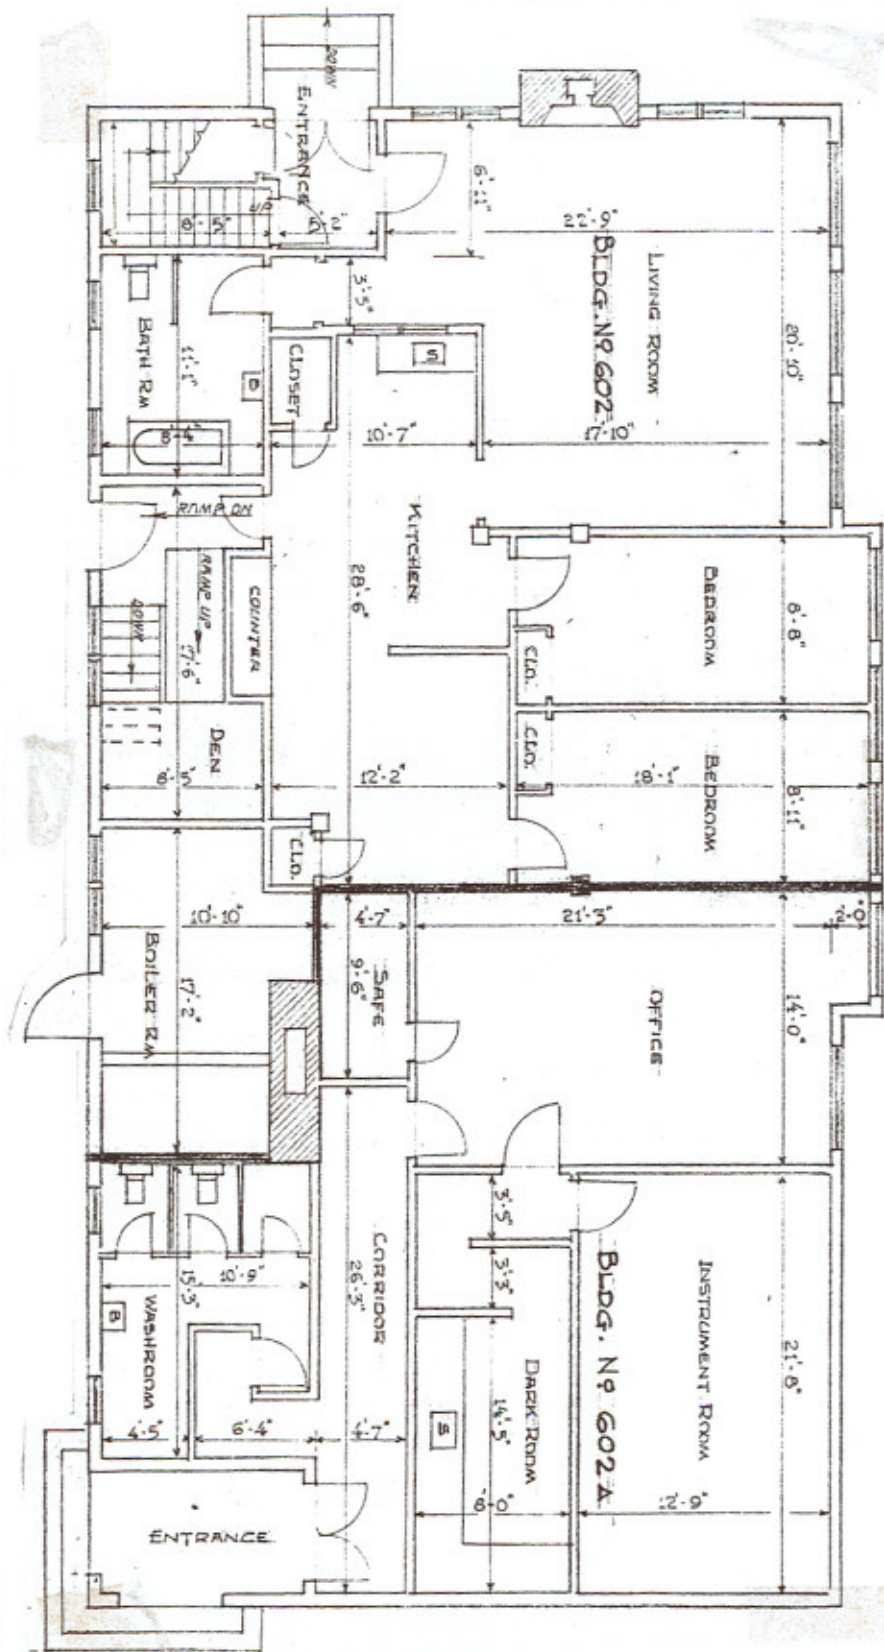 DOWN
ENTRANCE
UP
8'-5"
6'-11"
22'-9"
BLDG. Nº 602
LIVING ROOM
20'-10"
3'-5"
BATH RM
11'-1"
B
8'-4"
CLOSET
S
10'-7"
17'-10"
RAMP DN
KITCHEN
28'-6"
RAMP UP
COUNTER
DOWN
17'-6"
BEDROOM
8'-8"
CLO.
CLO.
DEN
8'-5"
12'-2"
18'-1"
BEDROOM
8'-11"
CLO.
10'-10"
4'-7"
21'-3"
2'-0"
BOILER RM
17'-2"
SAFE
9'-6"
OFFICE
14'-0"
3'-5"
3'-3"
CORRIDOR
26'-3"
10'-9"
15'-3"
WASHROOM
B
BLDG. Nº 602A
INSTRUMENT ROOM
21'-8"
DARK ROOM
14'-5"
S
4'-5"
6'-4"
4'-7"
12'-9"
ENTRANCE